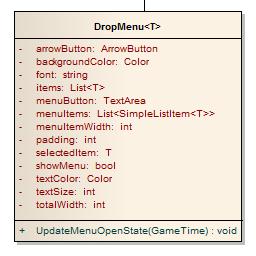 DropMenu<T>
- arrowButton: ArrowButton
- backgroundColor: Color
- font: string
- items: List<T>
- menuButton: TextArea
- menuItems: List<SimpleListItem<T>>
- menuItemWidth: int
- padding: int
- selectedItem: T
- showMenu: bool
- textColor: Color
- textSize: int
- totalWidth: int
+ UpdateMenuOpenState(GameTime) : void